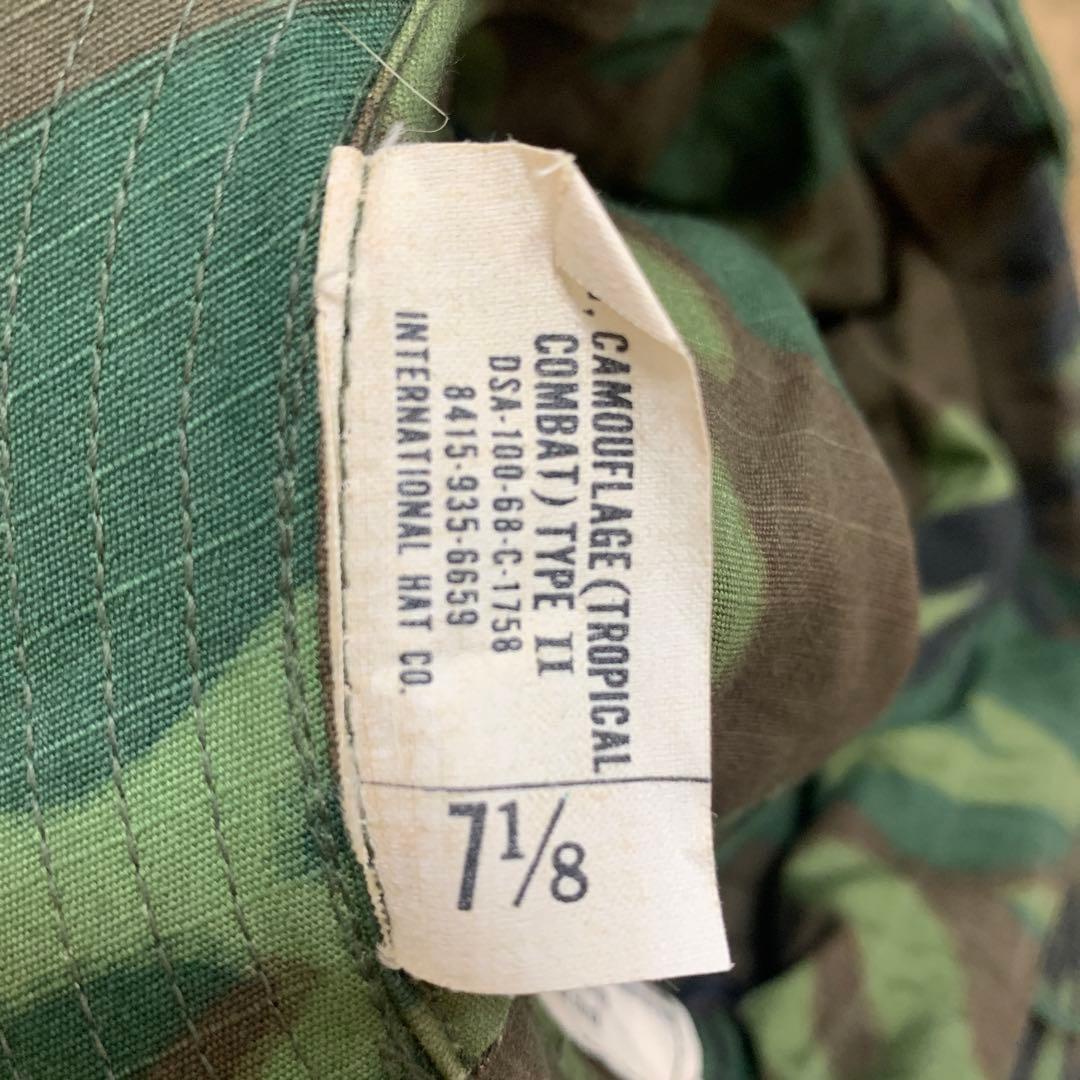 , CAMOUFLAGE (TROPICAL
COMBAT) TYPE II
DSA-100-68-C-1758
8415-935-6659
INTERNATIONAL HAT CO.
7 1/8